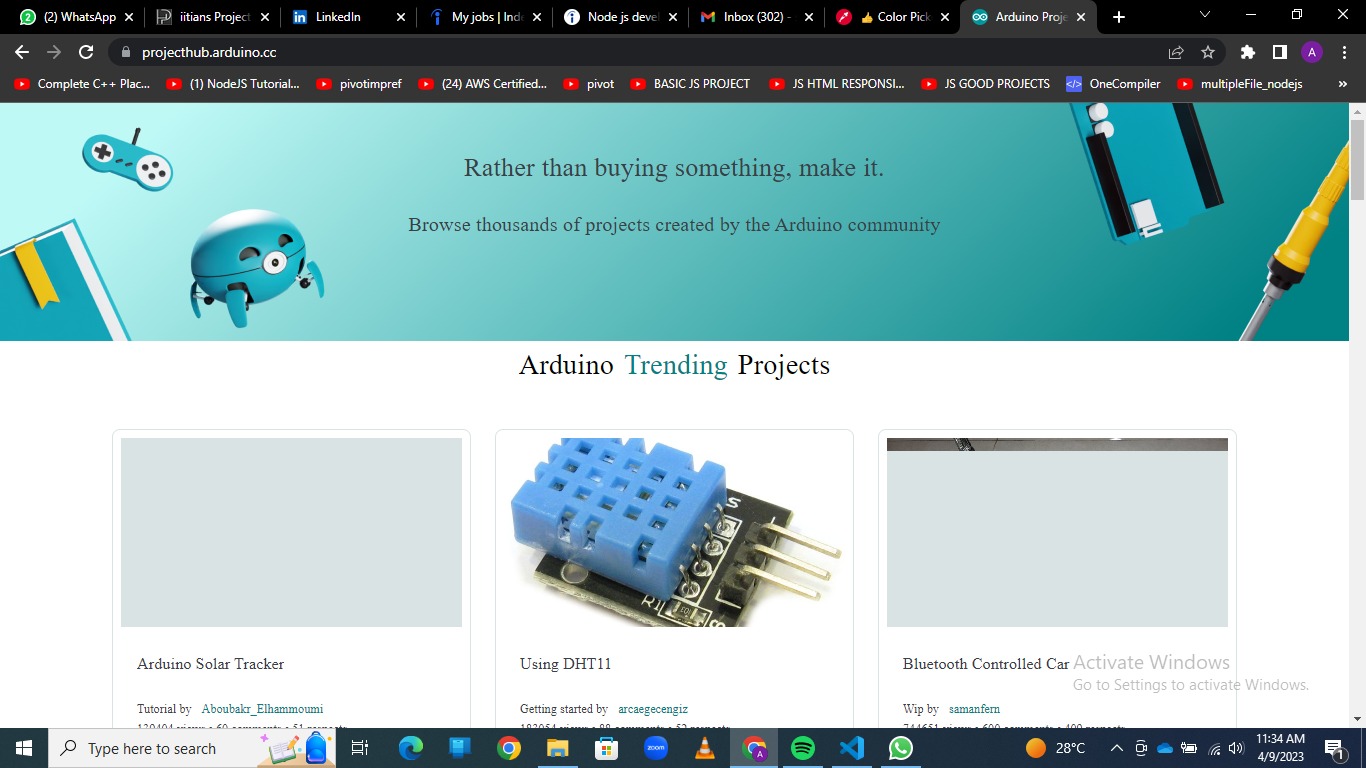 (2) WhatsApp
iitians Project
LinkedIn
My jobs | Inde
Node js devel
Inbox (302) -
👍 Color Pick
Arduino Proje
projecthub.arduino.cc
A
Complete C++ Plac...
(1) NodeJS Tutorial...
pivotimpref
(24) AWS Certified...
pivot
BASIC JS PROJECT
JS HTML RESPONSI...
JS GOOD PROJECTS
OneCompiler
multipleFile_nodejs
»
Rather than buying something, make it.
Browse thousands of projects created by the Arduino community
Arduino Trending Projects
S
R1
Arduino Solar Tracker
Using DHT11
Bluetooth Controlled Car
Activate Windows
Go to Settings to activate Windows.
Tutorial by Aboubakr_Elhammoumi
Getting started by arcaegecengiz
Wip by samanfern
Type here to search
zoom
A
28°C
11:34 AM
4/9/2023
1